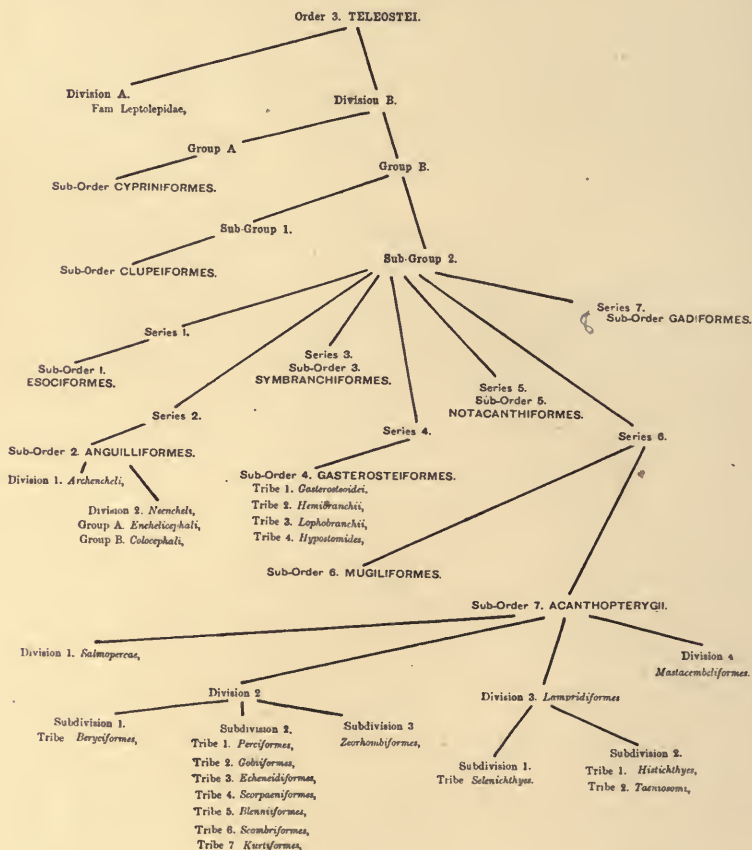 Order 3. TELEOSTEI.
Division A.
Fam Leptolepidae,
Division B.
Group A
Sub-Order CYPRINIFORMES.
Group B.
Sub-Group 1.
Sub-Order CLUPEIFORMES.
Sub-Group 2.
Series 7.
8 Sub-Order GADIFORMES.
Series 1.
Sub-Order 1.
ESOCIFORMES.
Series 3.
Sub-Order 3.
SYMBRANCHIFORMES.
Series 5.
Sub-Order 5.
NOTACANTHIFORMES.
Series 2.
Series 4.
Series 6.
Sub-Order 2. ANGUILLIFORMES.
Division 1. Archencheli,
Division 2. Neencheli,
Group A. Enchelicephali,
Group B. Colocephali,
Sub-Order 4. GASTEROSTEIFORMES.
Tribe 1. Gasterosteoidei,
Tribe 2. Hemibranchii,
Tribe 3. Lophobranchii,
Tribe 4. Hypostomides,
Sub-Order 6. MUGILIFORMES.
Sub-Order 7. ACANTHOPTERYGII.
Division 1. Salmopercae,
Division 4
Mastacembeliformes.
Division 2
Division 3. Lampridiformes
Subdivision 1.
Tribe Beryciformes,
Subdivision 2.
Tribe 1. Perciformes,
Tribe 2. Gobiiformes,
Tribe 3. Echeneidiformes,
Tribe 4. Scorpaeniformes,
Tribe 5. Blenniiformes,
Tribe 6. Scombriformes,
Tribe 7 Kurtiformes,
Subdivision 3
Zeorhombiformes,
Subdivision 1.
Tribe Selenichthyes.
Subdivision 2.
Tribe 1. Histichthyes,
Tribe 2. Taeniosomi,